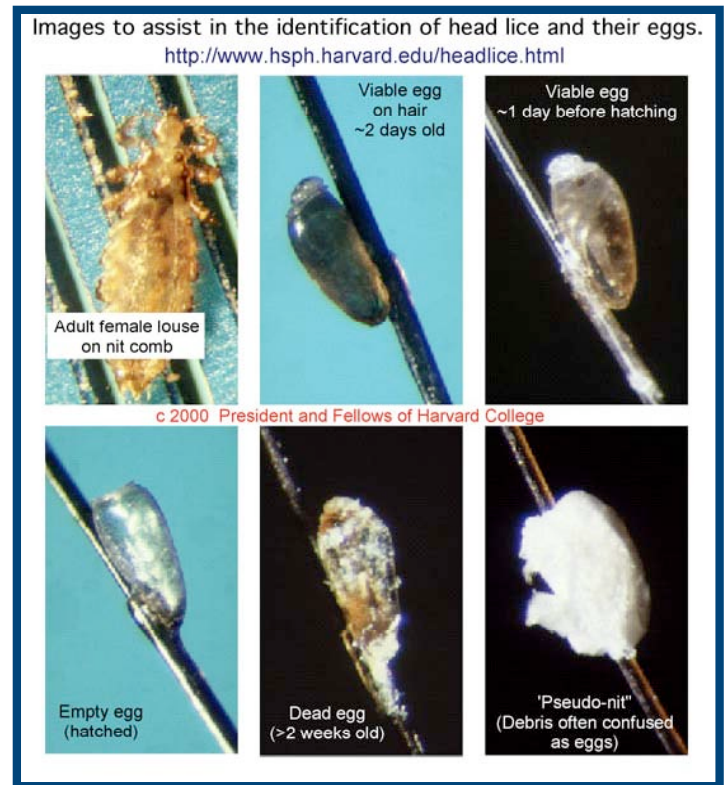 Images to assist in the identification of head lice and their eggs.
http://www.hsph.harvard.edu/headlice.html
Adult female louse
on nit comb
Viable egg
on hair
~2 days old
Viable egg
~1 day before hatching
c 2000 President and Fellows of Harvard College
Empty egg
(hatched)
Dead egg
(>2 weeks old)
'Pseudo-nit"
(Debris often confused
as eggs)